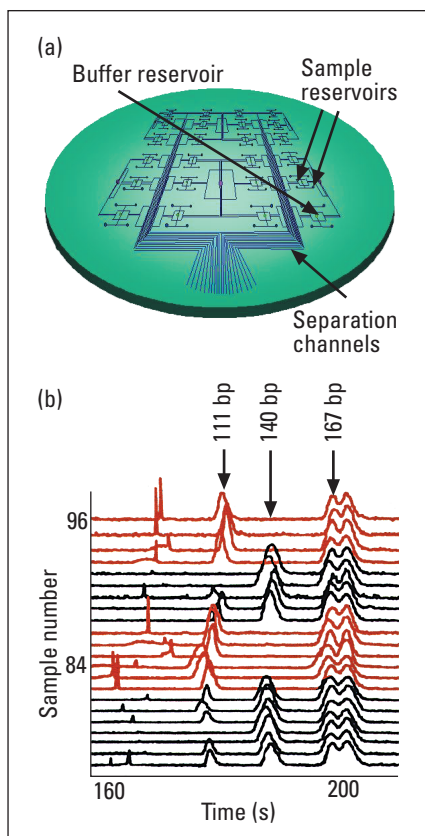 (a)
Buffer reservoir
Sample
reservoirs
Separation
channels
(b)
111 bp
140 bp
167 bp
96
84
Sample number
160
200
Time (s)